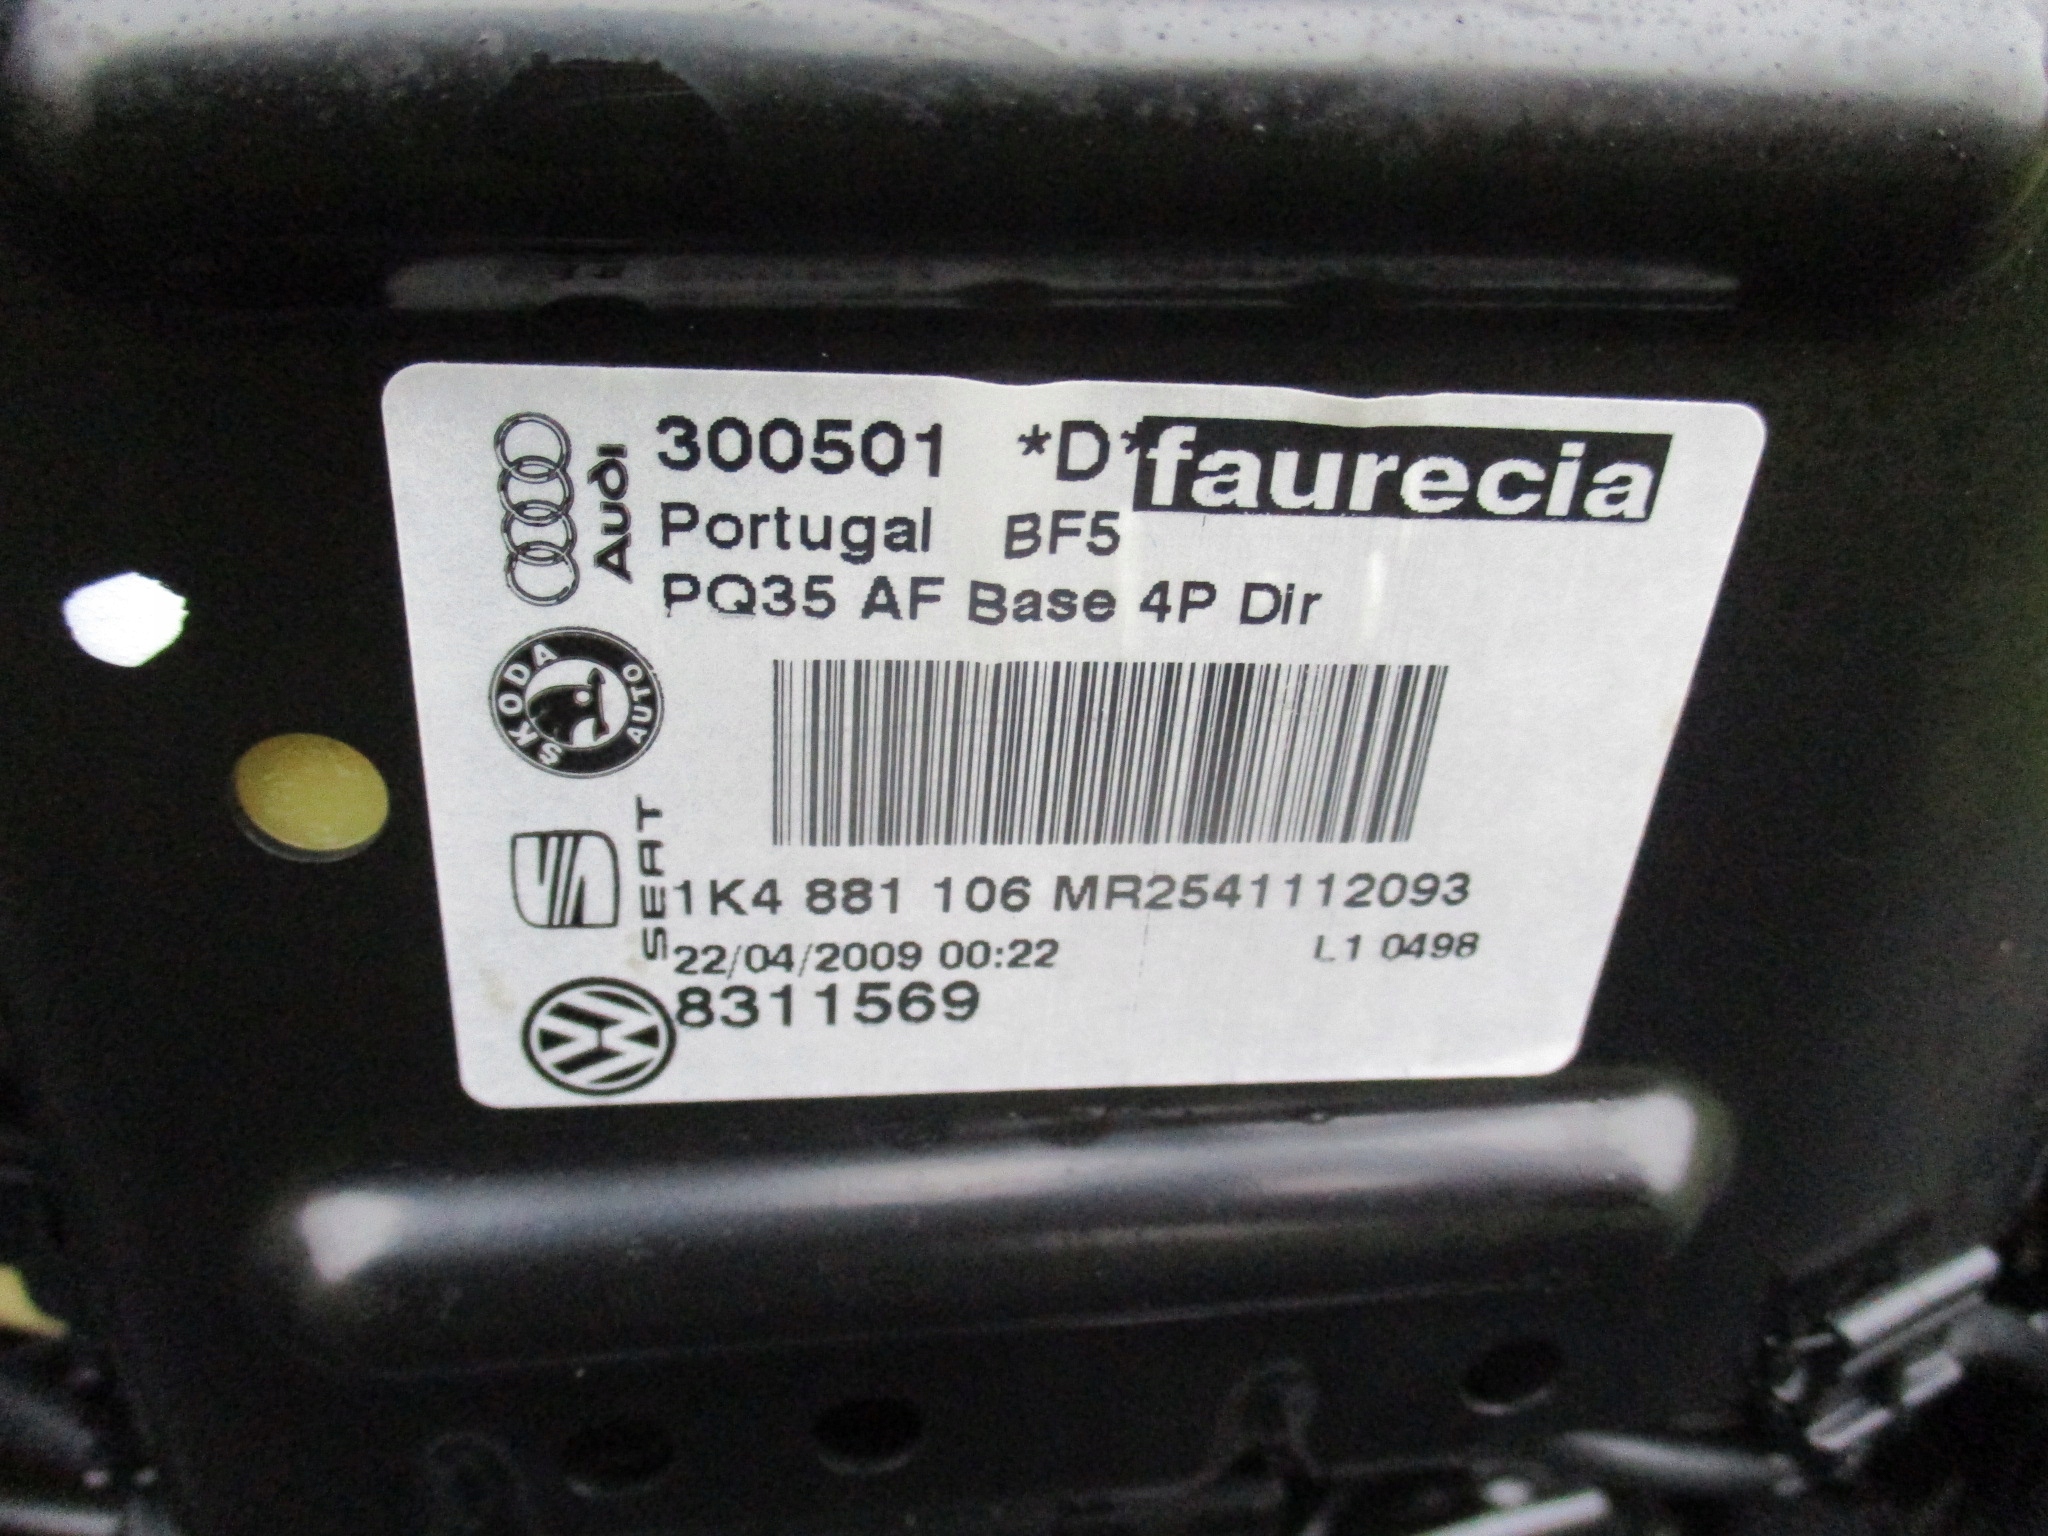 300501 *D* faurecia
Portugal BF5
PQ35 AF Base 4P Dir
1K4 881 106 MR2541112093
22/04/2009 00:22 L1 0498
8311569
Audi
SKODA AUTO
SEAT